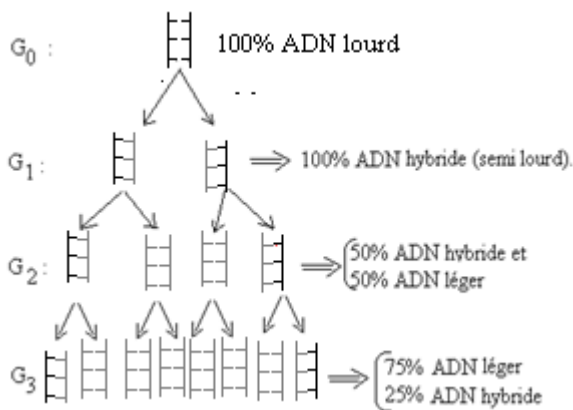 G0 : 100% ADN lourd
G1 : 100% ADN hybride (semi lourd).
G2 : 50% ADN hybride et
50% ADN léger
G3 75% ADN léger
25% ADN hybride